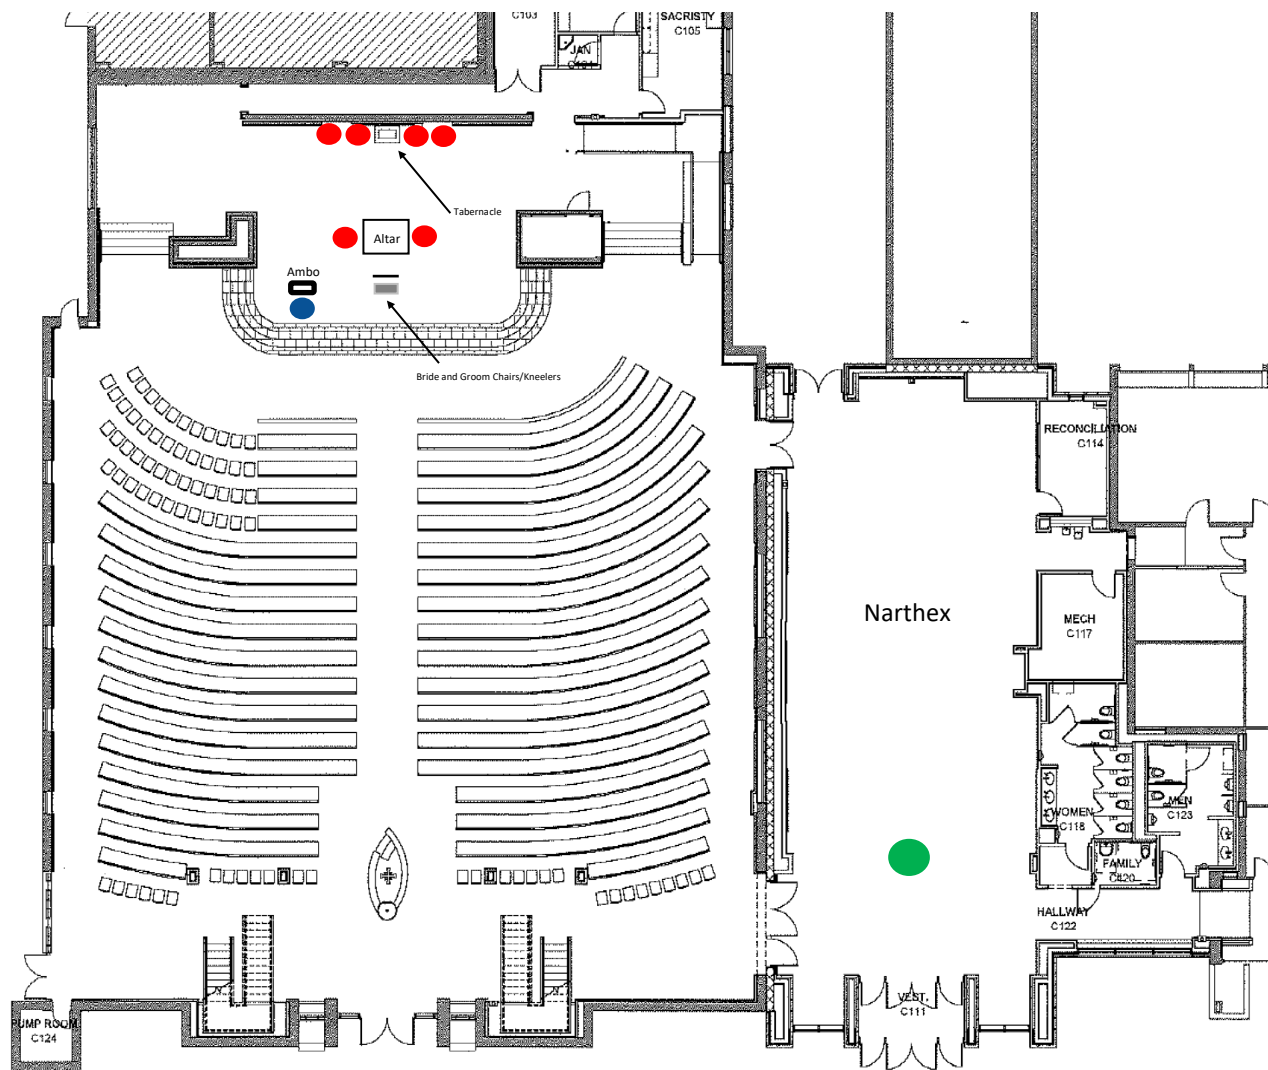 C103
SACRISTY
C105
JAN
Tabernacle
Altar
Ambo
Bride and Groom Chairs/Kneelers
RECONCILIATION
C114
Narthex
MECH
C117
WOMEN
C118
MEN
C123
FAMILY
C120
HALLWAY
C122
VEST.
C111
PUMP ROOM
C124